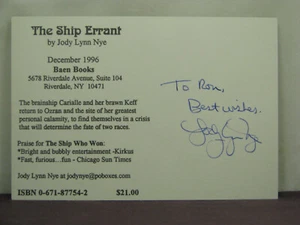 The Ship Errant
by Jody Lynn Nye
December 1996
Baen Books
5678 Riverdale Avenue, Suite 104
Riverdale, NY 10471
The brainship Carialle and her brawn Keff
return to Ozran and the site of her greatest
personal calamity, to find themselves in a crisis
that will determine the fate of two races.
Praise for The Ship Who Won:
*Bright and bubbly entertainment -Kirkus
*Fast, furious...fun - Chicago Sun Times
Jody Lynn Nye at jodynye@poboxes.com
ISBN 0-671-87754-2 $21.00
To Ron,
Best wishes.
Jody Lynn Nye